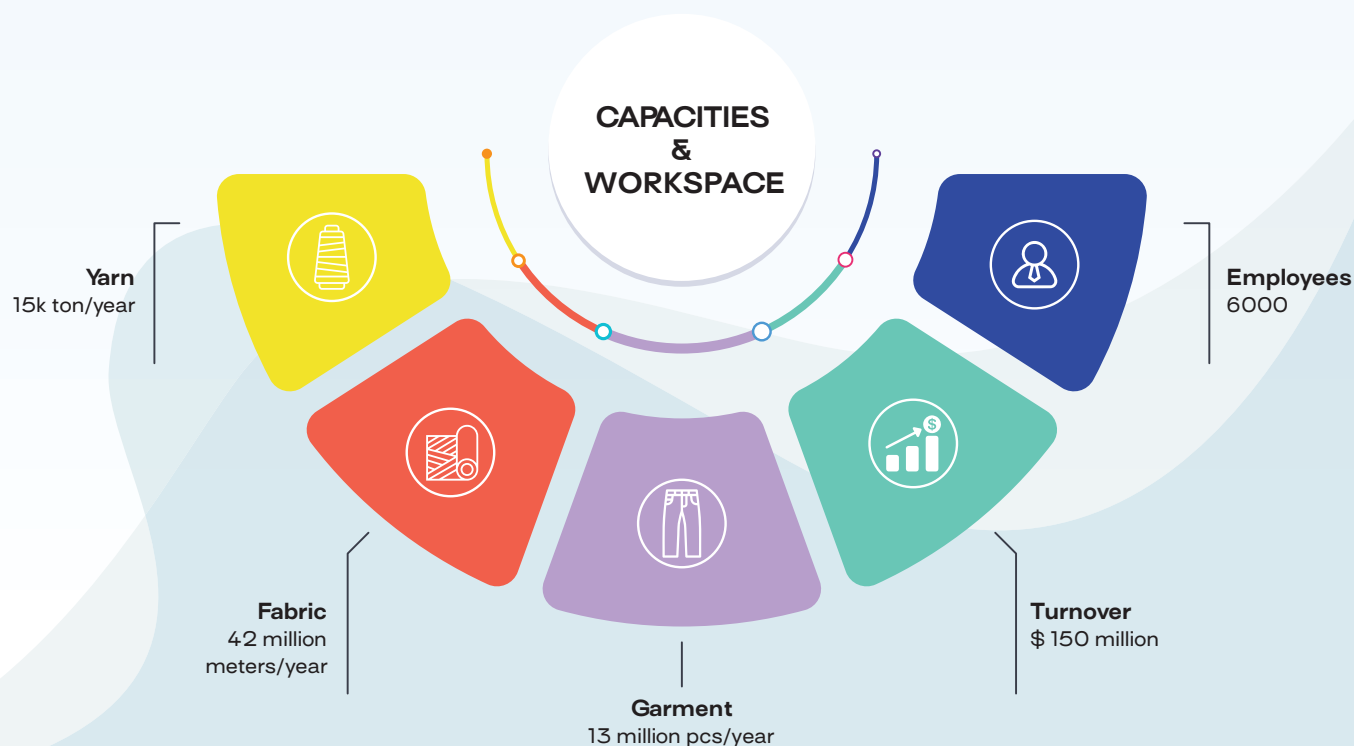 CAPACITIES
&
WORKSPACE
Yarn
15k ton/year
Fabric
42 million
meters/year
Garment
13 million pcs/year
$
Turnover
$ 150 million
Employees
6000